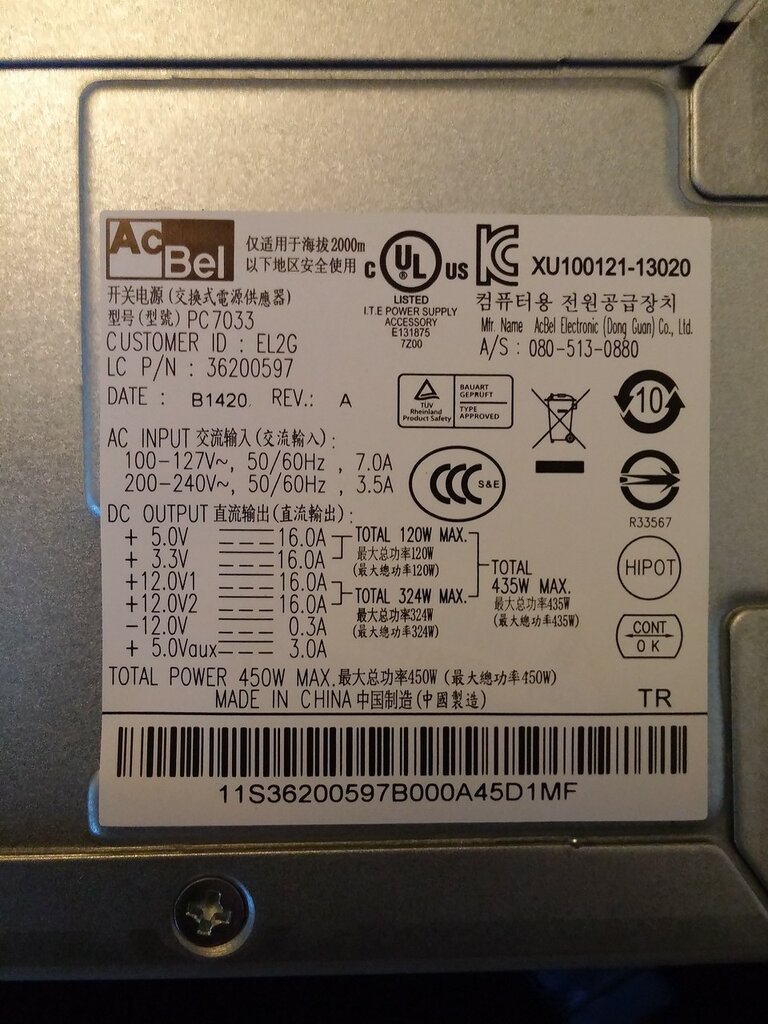 AcBel
仅适用于海拔2000m
以下地区安全使用
C UL US
LISTED
I.T.E POWER SUPPLY
ACCESSORY
E131875
7Z00
XU100121-13020
컴퓨터용 전원공급장치
Mfr. Name AcBel Electronic (Dong Guan) Co., Ltd.
A/S : 080-513-0880
开关电源 (交換式電源供應器)
型号(型號) PC7033
CUSTOMER ID : EL2G
LC P/N : 36200597
DATE : B1420 REV.: A
TÜV
Rheinland
Product Safety
BAUART
GEPRÜFT
TYPE
APPROVED
10
AC INPUT 交流输入(交流輸入):
100-127V~, 50/60Hz , 7.0A
200-240V~, 50/60Hz , 3.5A
CCC S&E
R33567
DC OUTPUT 直流输出(直流輸出):
+ 5.0V 16.0A
+ 3.3V 16.0A
+12.0V1 16.0A
+12.0V2 16.0A
-12.0V 0.3A
+ 5.0Vaux 3.0A
TOTAL 120W MAX.
最大总功率120W
(最大總功率120W)
TOTAL 324W MAX.
最大总功率324W
(最大總功率324W)
TOTAL
435W MAX.
最大总功率435W
(最大總功率435W)
HIPOT
CONT
OK
TOTAL POWER 450W MAX.最大总功率450W (最大總功率450W)
MADE IN CHINA 中国制造(中國製造)
TR
11S36200597B000A45D1MF